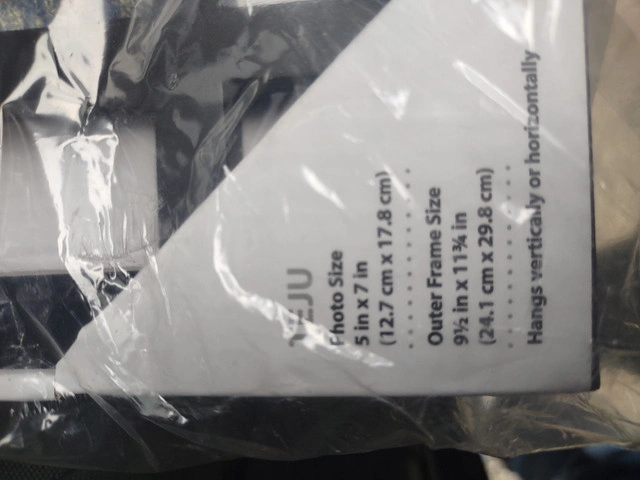 Photo Size
5 in x 7 in
(12.7 cm x 17.8 cm)
Outer Frame Size
9½ in x 11¾ in
(24.1 cm x 29.8 cm)
Hangs vertically or horizontally